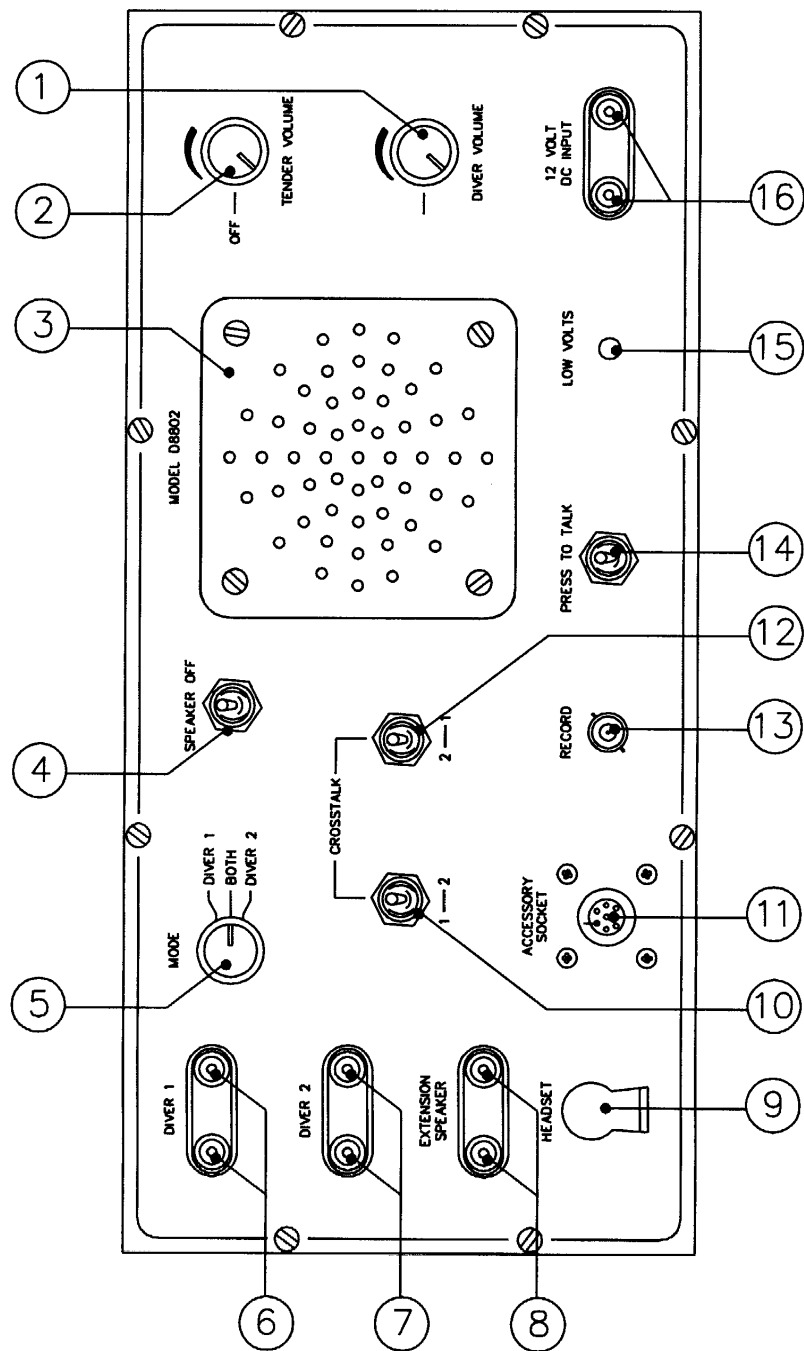 1
2
OFF
TENDER VOLUME
DIVER VOLUME
12 VOLT
DC INPUT
16
3
MODEL D8802
LOW VOLTS
15
PRESS TO TALK
14
4
SPEAKER OFF
CROSSTALK
2 — 1
12
RECORD
13
5
MODE
DIVER 1
BOTH
DIVER 2
1 — 2
10
ACCESSORY
SOCKET
11
DIVER 1
DIVER 2
EXTENSION
SPEAKER
HEADSET
9
6
7
8